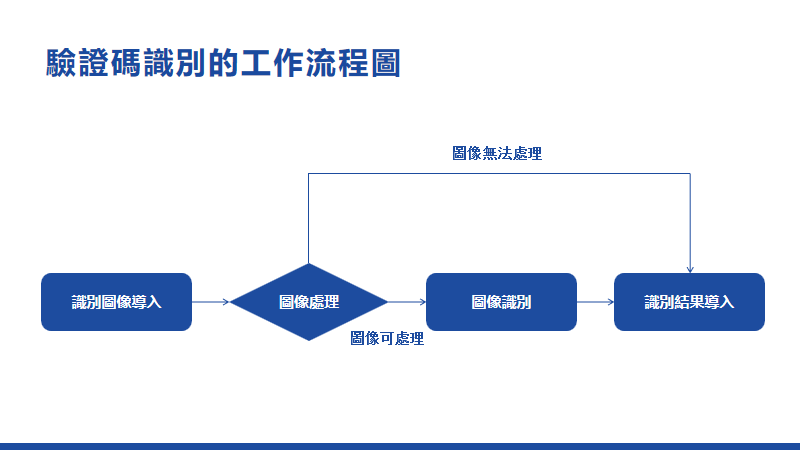 驗證碼識別的工作流程圖
圖像無法處理
識別圖像導入
圖像處理
圖像識別
識別結果導入
圖像可處理